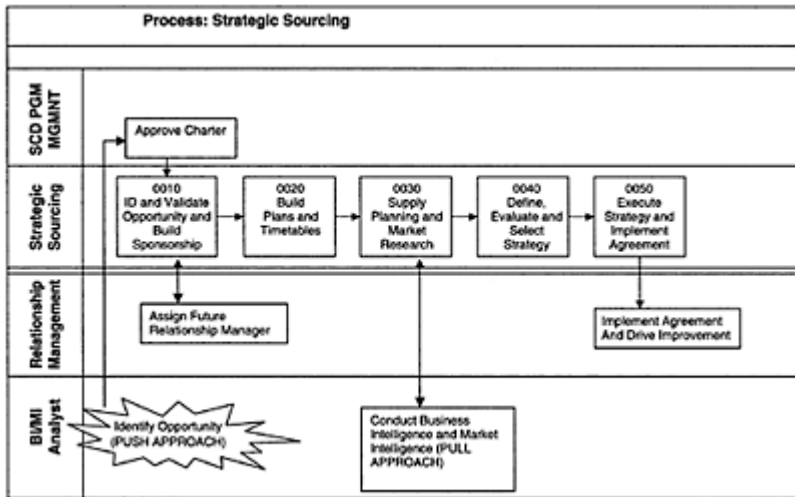 Process: Strategic Sourcing
SCD PGM
MGMNT
Approve Charter
Strategic
Sourcing
0010
ID and Validate
Opportunity and
Build
Sponsorship
0020
Build
Plans and
Timetables
0030
Supply
Planning and
Market
Research
0040
Define,
Evaluate and
Select
Strategy
0050
Execute
Strategy and
Implement
Agreement
Relationship
Management
Assign Future
Relationship Manager
Implement Agreement
And Drive Improvement
BI/MI
Analyst
Identify Opportunity
(PUSH APPROACH)
Conduct Business
Intelligence and Market
Intelligence (PULL
APPROACH)